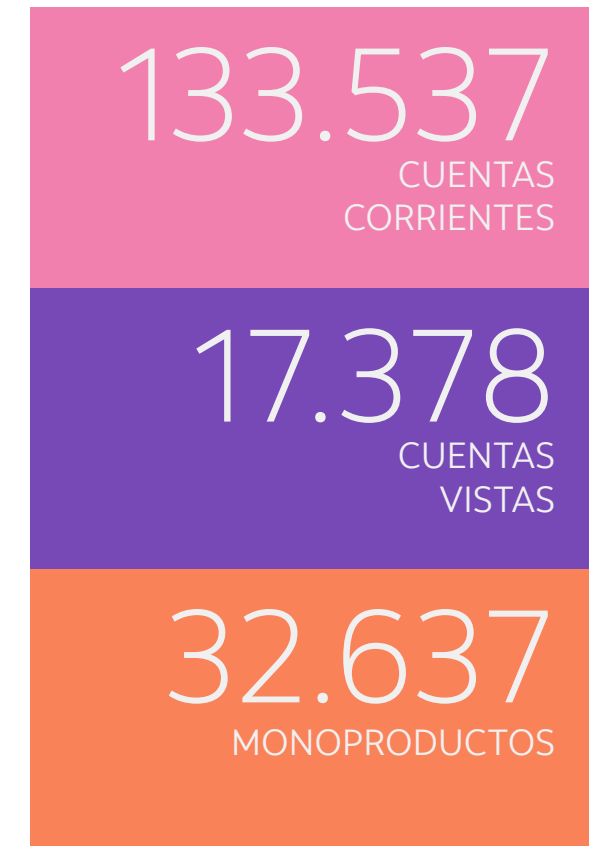 133.537
CUENTAS
CORRIENTES
17.378
CUENTAS
VISTAS
32.637
MONOPRODUCTOS